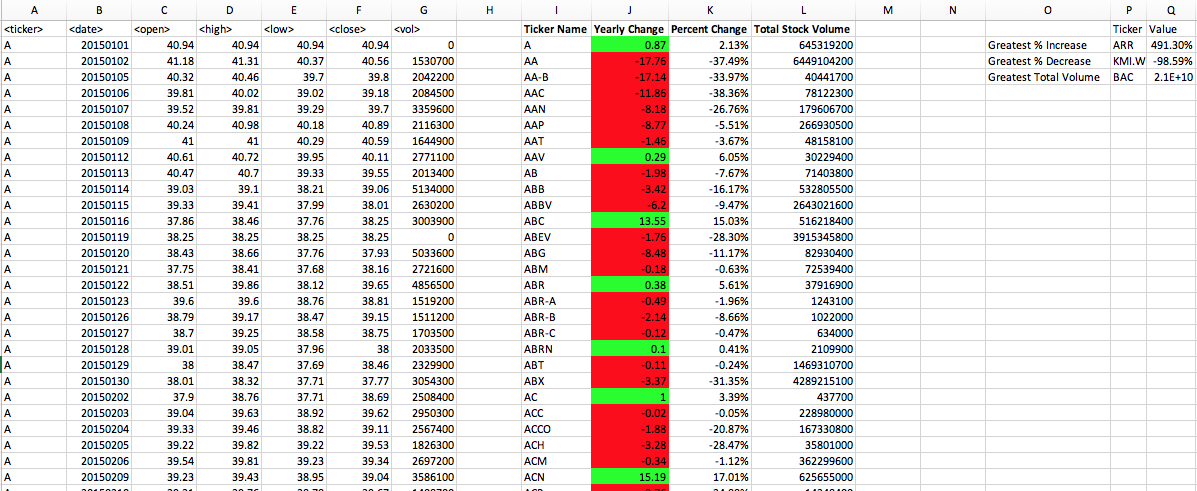 A B C D E F G H I J K L M N O P Q
<ticker> <date> <open> <high> <low> <close> <vol> Ticker Name Yearly Change Percent Change Total Stock Volume Ticker Value
A 20150101 40.94 40.94 40.94 40.94 0 A 0.87 2.13% 645319200 Greatest % Increase ARR 491.30%
A 20150102 41.18 41.31 40.37 40.56 1530700 AA -17.76 -37.49% 6449104200 Greatest % Decrease KMI.W -98.59%
A 20150105 40.32 40.46 39.7 39.8 2042200 AA-B -17.14 -33.97% 40441700 Greatest Total Volume BAC 2.1E+10
A 20150106 39.81 40.02 39.02 39.18 2084500 AAC -11.86 -38.36% 78122300
A 20150107 39.52 39.81 39.29 39.7 3359600 AAN -8.18 -26.76% 179606700
A 20150108 40.24 40.98 40.18 40.89 2116300 AAP -8.77 -5.51% 266930500
A 20150109 41 41 40.29 40.59 1644900 AAT -1.46 -3.67% 48158100
A 20150112 40.61 40.72 39.95 40.11 2771100 AAV 0.29 6.05% 30229400
A 20150113 40.47 40.7 39.33 39.55 2013400 AB -1.98 -7.67% 71403800
A 20150114 39.03 39.1 38.21 39.06 5134000 ABB -3.42 -16.17% 532805500
A 20150115 39.33 39.41 37.99 38.01 2630200 ABBV -6.2 -9.47% 2643021600
A 20150116 37.86 38.46 37.76 38.25 3003900 ABC 13.55 15.03% 516218400
A 20150119 38.25 38.25 38.25 38.25 0 ABEV -1.76 -28.30% 3915345800
A 20150120 38.43 38.66 37.76 37.93 5033600 ABG -8.48 -11.17% 82930400
A 20150121 37.75 38.41 37.68 38.16 2721600 ABM -0.18 -0.63% 72539400
A 20150122 38.51 39.86 38.12 39.65 4856500 ABR 0.38 5.61% 37916900
A 20150123 39.6 39.6 38.76 38.81 1519200 ABR-A -0.49 -1.96% 1243100
A 20150126 38.79 39.17 38.47 39.15 1511200 ABR-B -2.14 -8.66% 1022000
A 20150127 38.7 39.25 38.58 38.75 1703500 ABR-C -0.12 -0.47% 634000
A 20150128 39.01 39.05 37.96 38 2033500 ABRN 0.1 0.41% 2109900
A 20150129 38 38.47 37.69 38.46 2329900 ABT -0.11 -0.24% 1469310700
A 20150130 38.01 38.32 37.71 37.77 3054300 ABX -3.37 -31.35% 4289215100
A 20150202 37.9 38.76 37.71 38.69 2508400 AC 1 3.39% 437700
A 20150203 39.04 39.63 38.92 39.62 2950300 ACC -0.02 -0.05% 228980000
A 20150204 39.33 39.46 38.82 39.11 2567400 ACCO -1.88 -20.87% 167330800
A 20150205 39.22 39.82 39.22 39.53 1826300 ACH -3.28 -28.47% 35801000
A 20150206 39.54 39.81 39.23 39.34 2697200 ACM -0.34 -1.12% 362299600
A 20150209 39.23 39.43 38.95 39.04 3586100 ACN 15.19 17.01% 625655000